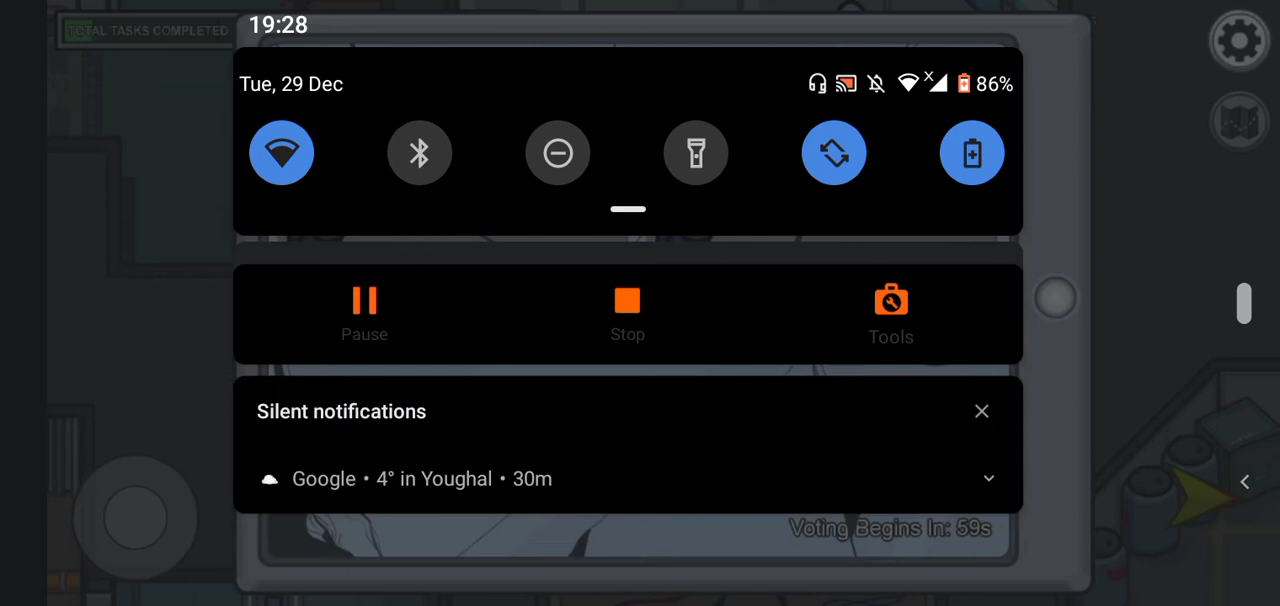 TOTAL TASKS COMPLETED
19:28
Tue, 29 Dec
X
86%
Pause
Stop
Tools
Silent notifications
Google • 4° in Youghal • 30m
Voting Begins In: 59s